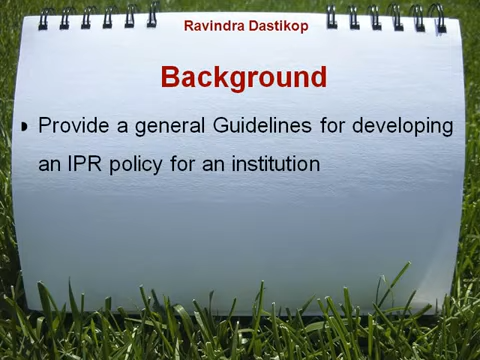 Ravindra Dastikop
Background
Provide a general Guidelines for developing
an IPR policy for an institution